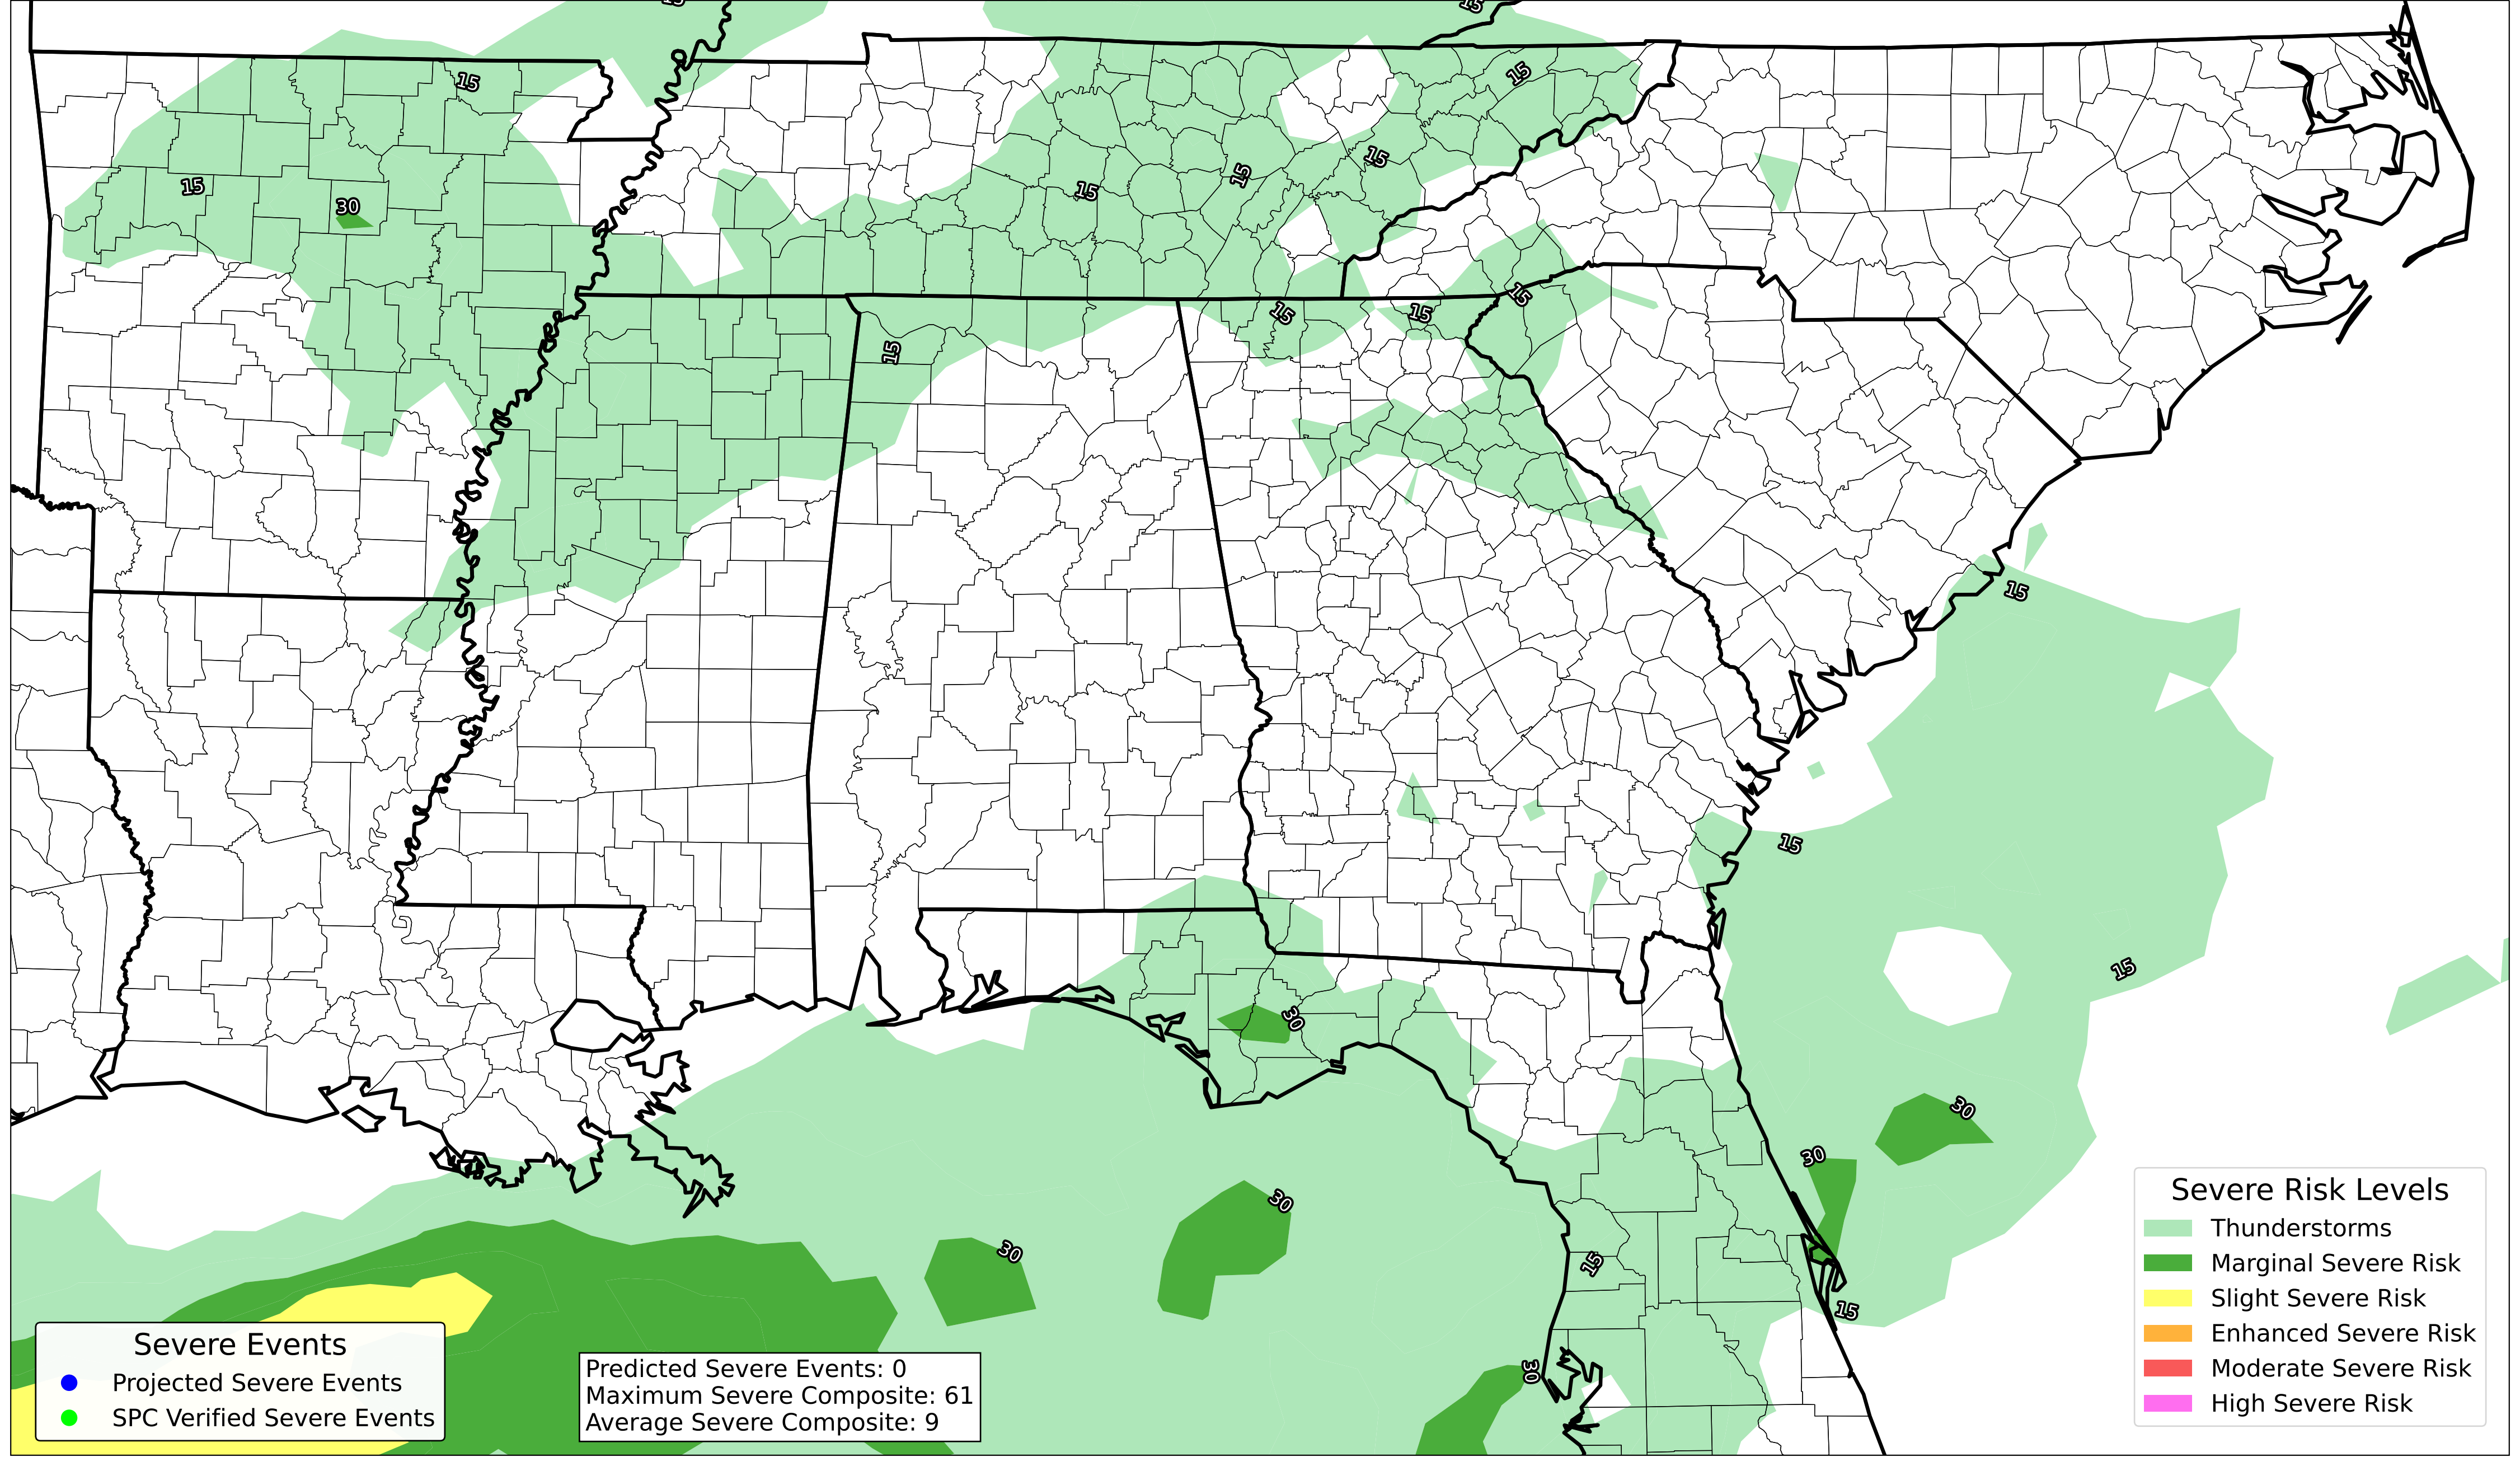 15
15
15
15
15
15
15
30
15
15
15
15
15
15
15
15
30
30
30
30
30
15
15
30
Severe Events
Projected Severe Events
SPC Verified Severe Events
Predicted Severe Events: 0
Maximum Severe Composite: 61
Average Severe Composite: 9
Severe Risk Levels
Thunderstorms
Marginal Severe Risk
Slight Severe Risk
Enhanced Severe Risk
Moderate Severe Risk
High Severe Risk